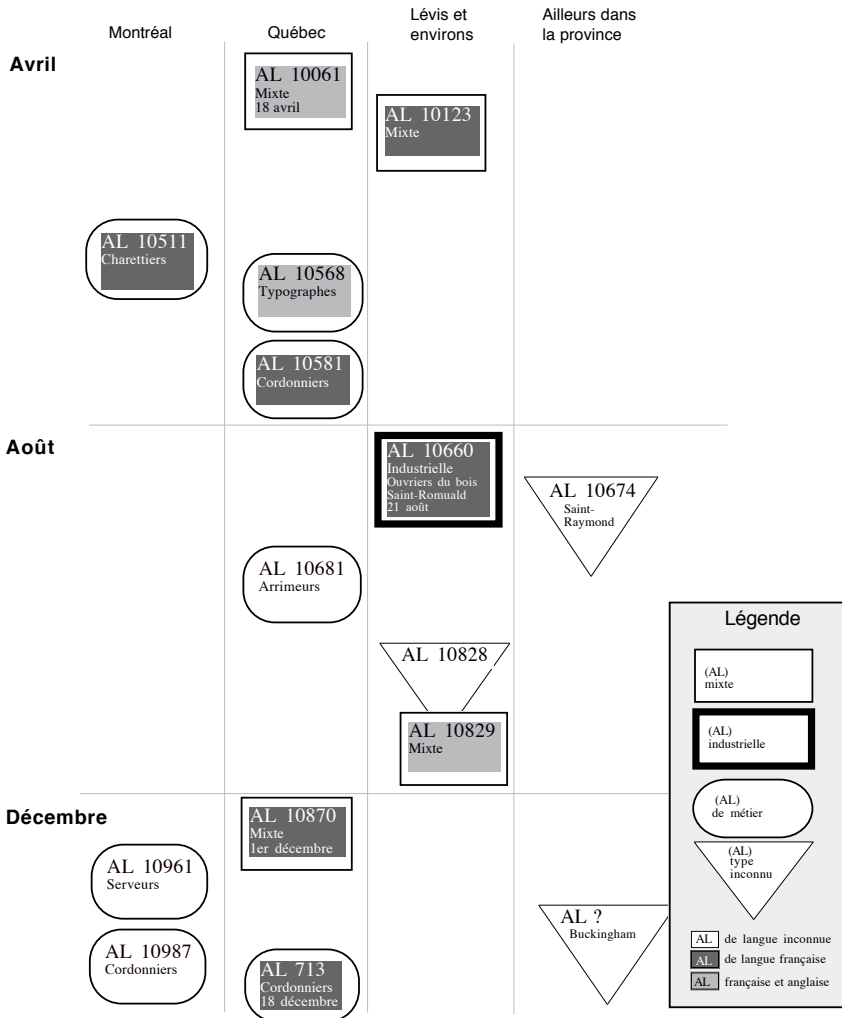 Montréal
Québec
Lévis et
environs
Ailleurs dans
la province
Avril
AL 10061
Mixte
18 avril
AL 10123
Mixte
AL 10511
Charettiers
AL 10568
Typographes
AL 10581
Cordonniers
Août
AL 10660
Industrielle
Ouvriers du bois
Saint-Romuald
21 août
AL 10674
Saint-
Raymond
AL 10681
Arrimeurs
AL 10828
AL 10829
Mixte
Décembre
AL 10870
Mixte
1er décembre
AL 10961
Serveurs
AL ?
Buckingham
AL 10987
Cordonniers
AL 713
Cordonniers
18 décembre
Légende
(AL)
mixte
(AL)
industrielle
(AL)
de métier
(AL)
type
inconnu
AL de langue inconnue
AL de langue française
AL française et anglaise